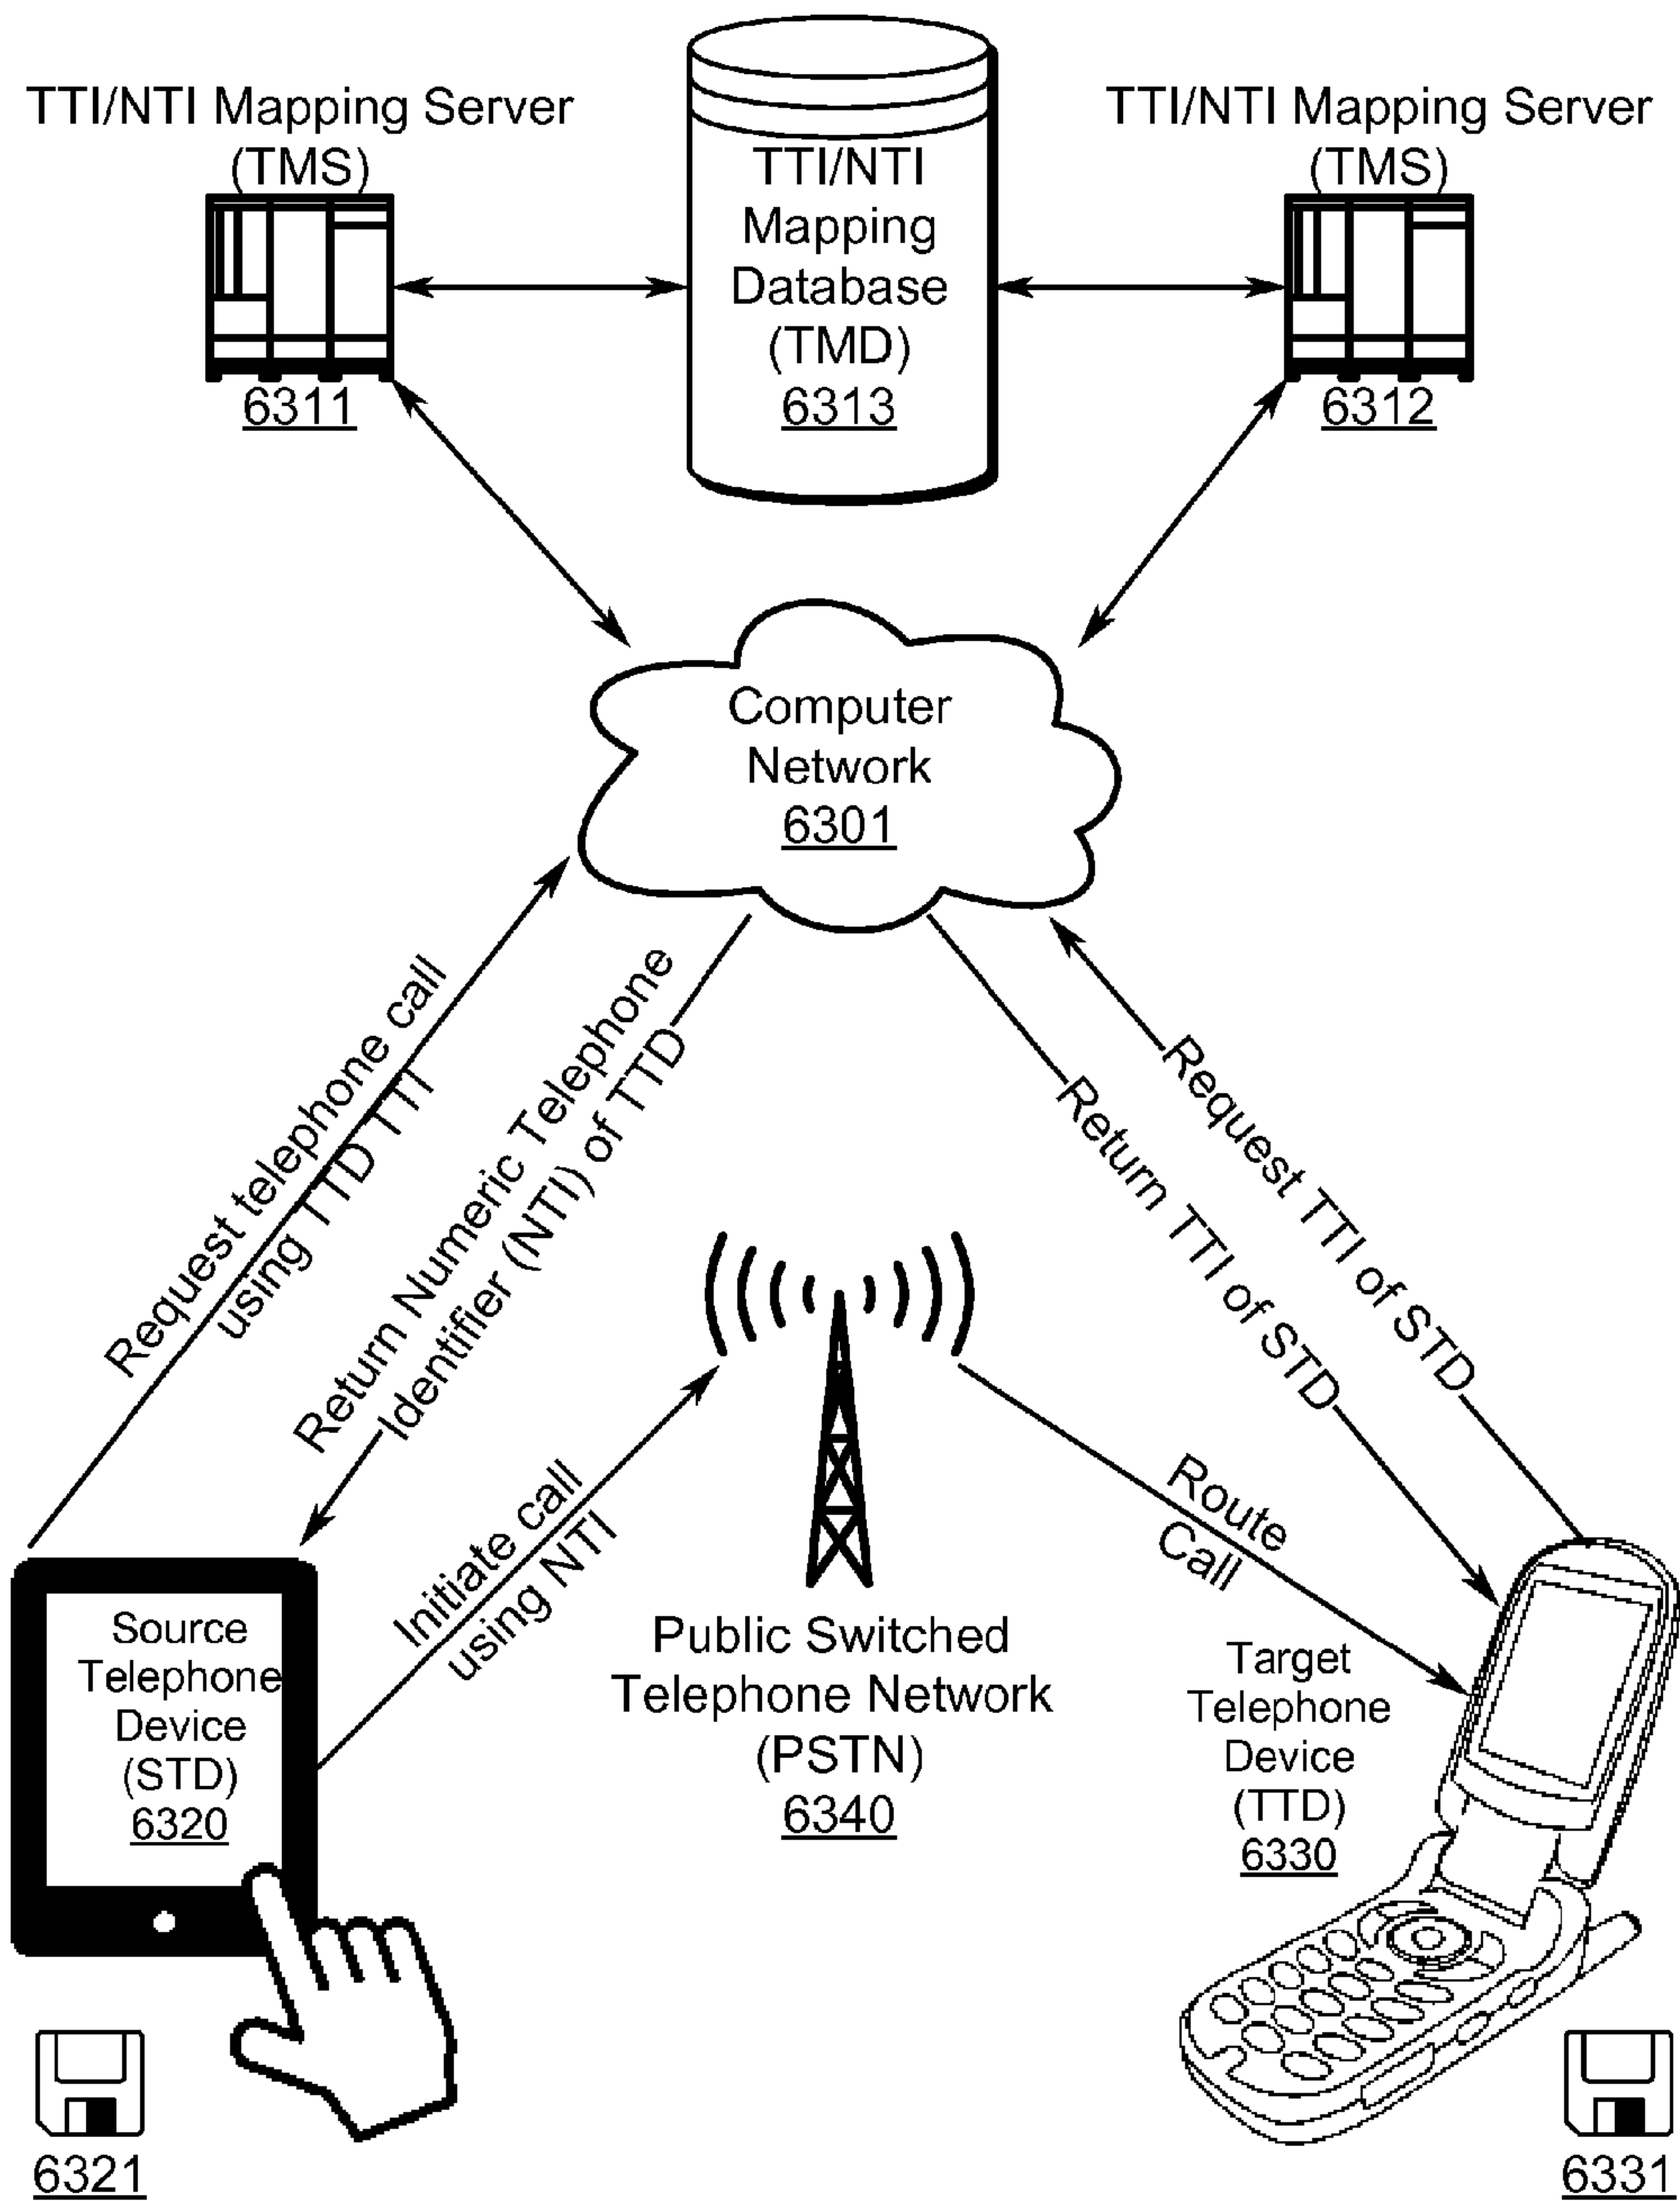 TTI/NTI Mapping Server
(TMS)
6311
TTI/NTI
Mapping
Database
(TMD)
6313
TTI/NTI Mapping Server
(TMS)
6312
Computer
Network
6301
Request telephone call
using TTD TTI
Return Numeric Telephone
Identifier (NTI) of TTD
Return TTI of STD
Request TTI of STD
Initiate call
using NTI
Route
Call
Source
Telephone
Device
(STD)
6320
Public Switched
Telephone Network
(PSTN)
6340
Target
Telephone
Device
(TTD)
6330
6321
6331